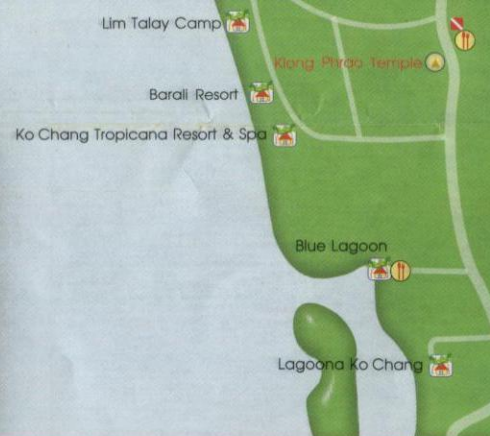 Lim Talay Camp
Klong Phrao Temple
Barali Resort
Ko Chang Tropicana Resort & Spa
Blue Lagoon
Lagoona Ko Chang